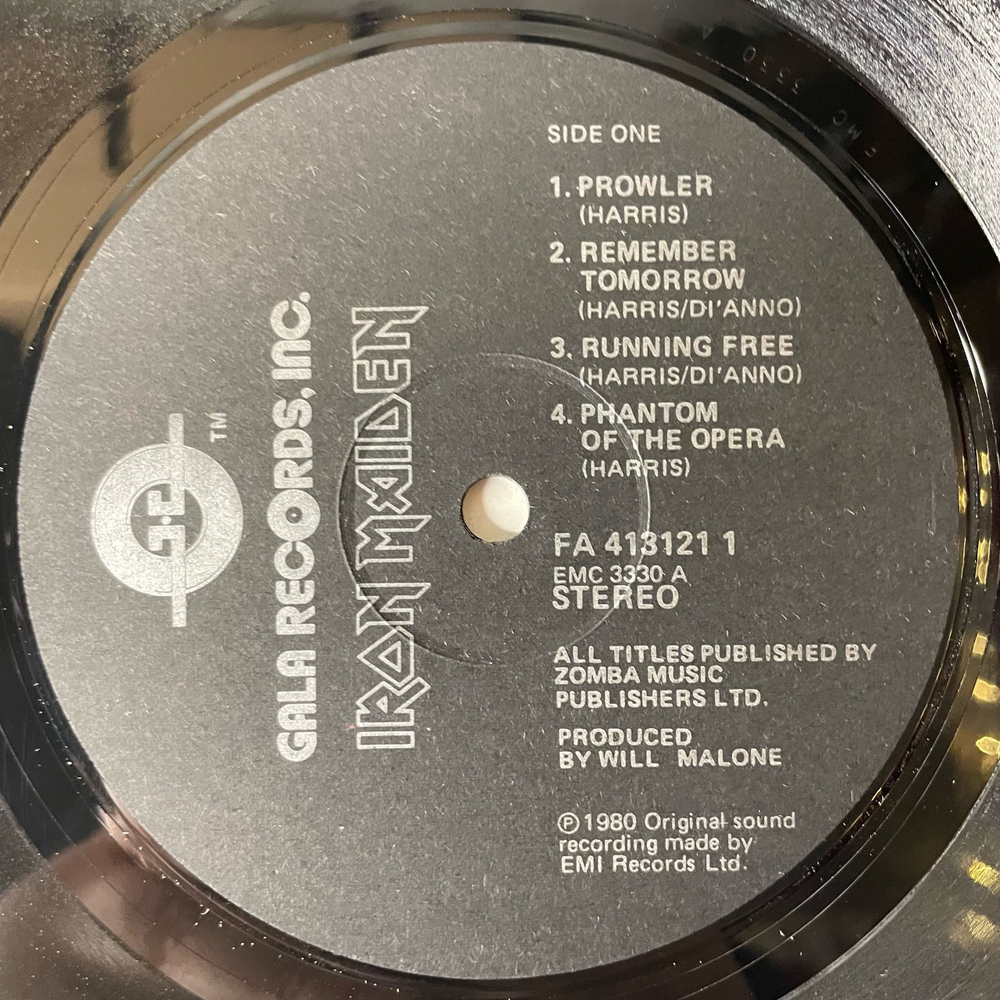 SIDE ONE
1. PROWLER
(HARRIS)
2. REMEMBER
TOMORROW
(HARRIS/DI'ANNO)
3. RUNNING FREE
(HARRIS/DI'ANNO)
4. PHANTOM
OF THE OPERA
(HARRIS)
FA 413121 1
EMC 3330 A
STEREO
ALL TITLES PUBLISHED BY
ZOMBA MUSIC
PUBLISHERS LTD.
PRODUCED
BY WILL MALONE
℗1980 Original sound
recording made by
EMI Records Ltd.
TM
GALA RECORDS, INC.
IRON MAIDEN
EMC 3330 A